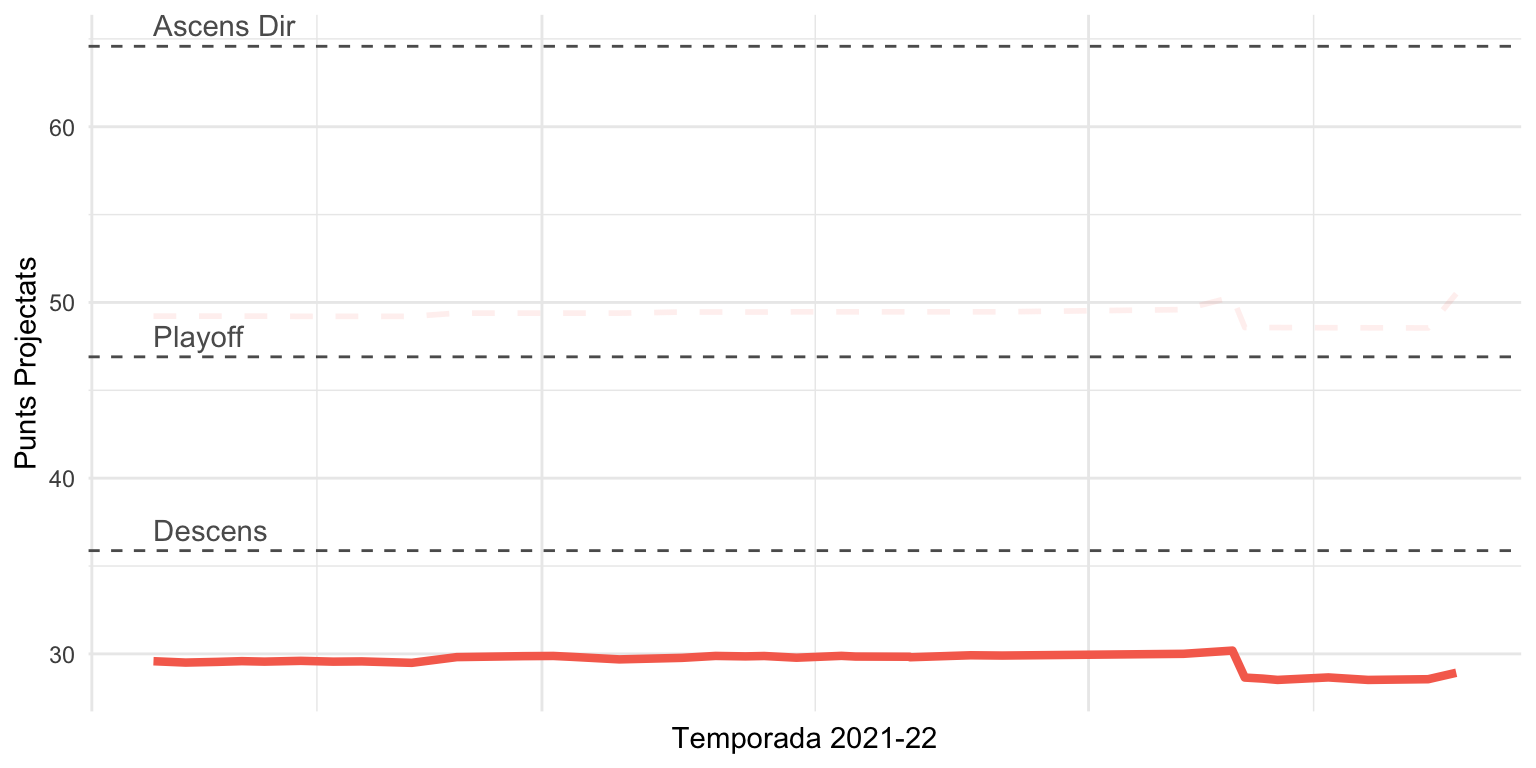 Ascens Dir
60
50
Playoff
40
Descens
30
Punts Projectats
Temporada 2021-22